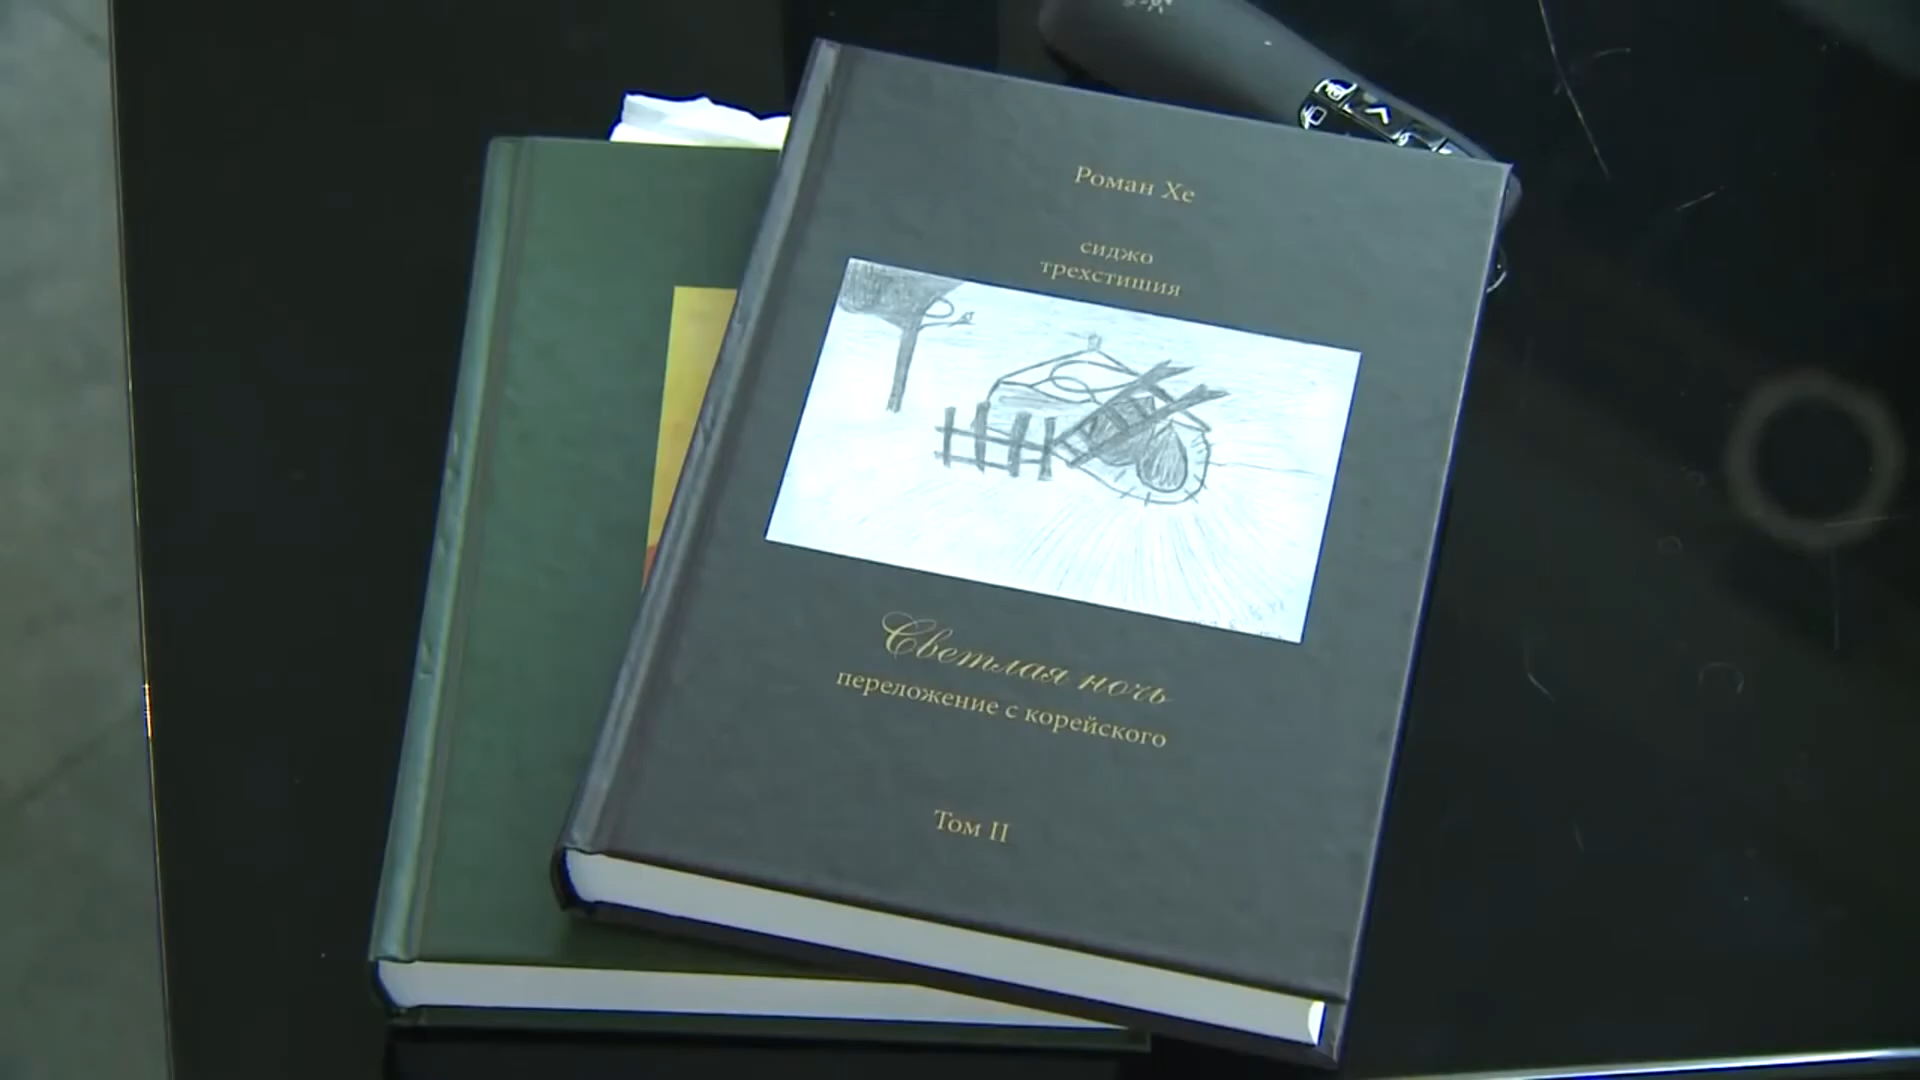 Роман Хе
сиджо
трехстишия
Светлая ночь
переложение с корейского
Том II